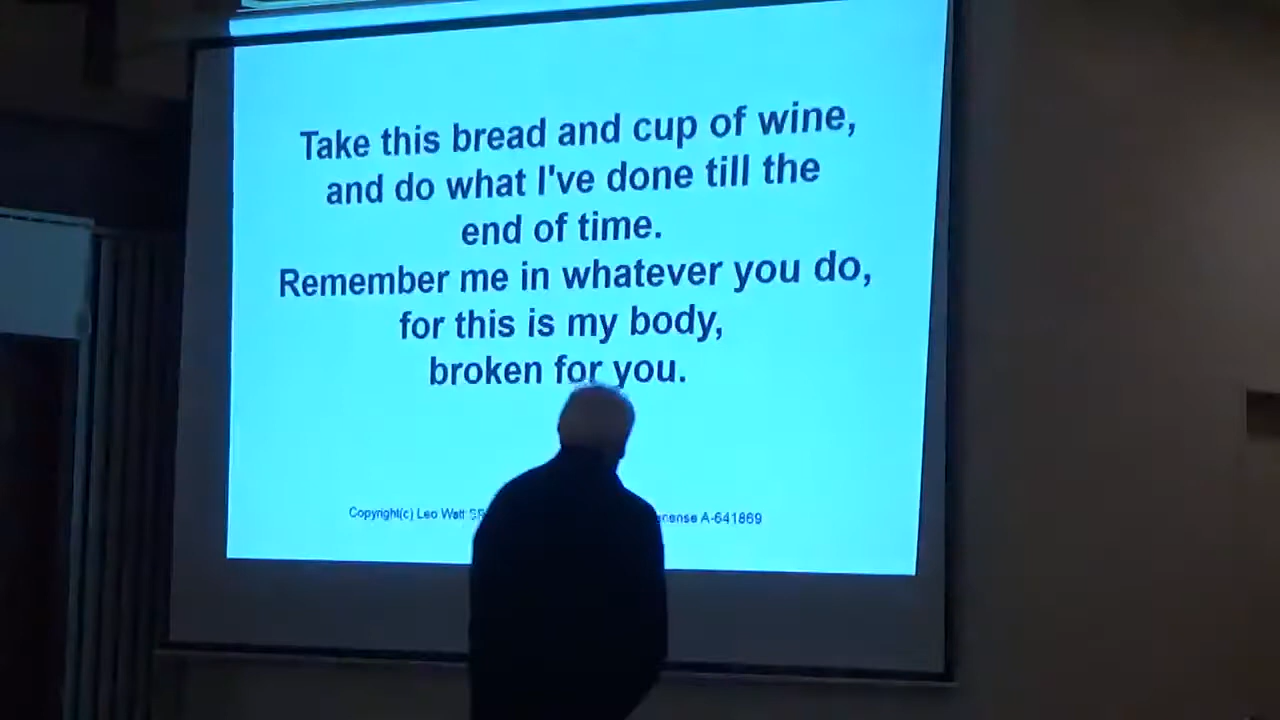 Take this bread and cup of wine,
and do what I've done till the
end of time.
Remember me in whatever you do,
for this is my body,
broken for you.
Copyright(c) Leo Watt A-641869